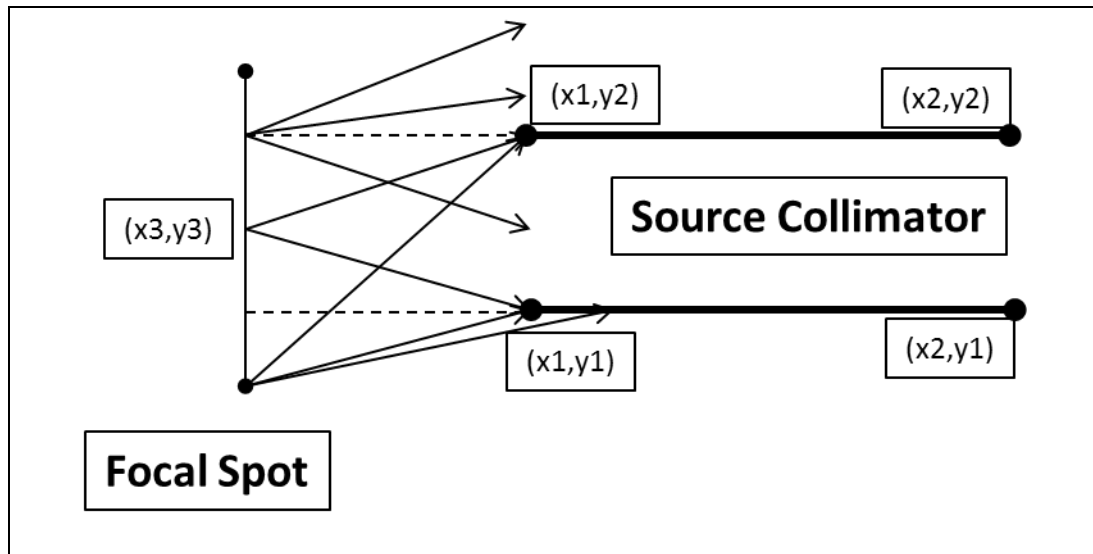 (x1,y2)
(x2,y2)
(x3,y3)
Source Collimator
(x1,y1)
(x2,y1)
Focal Spot